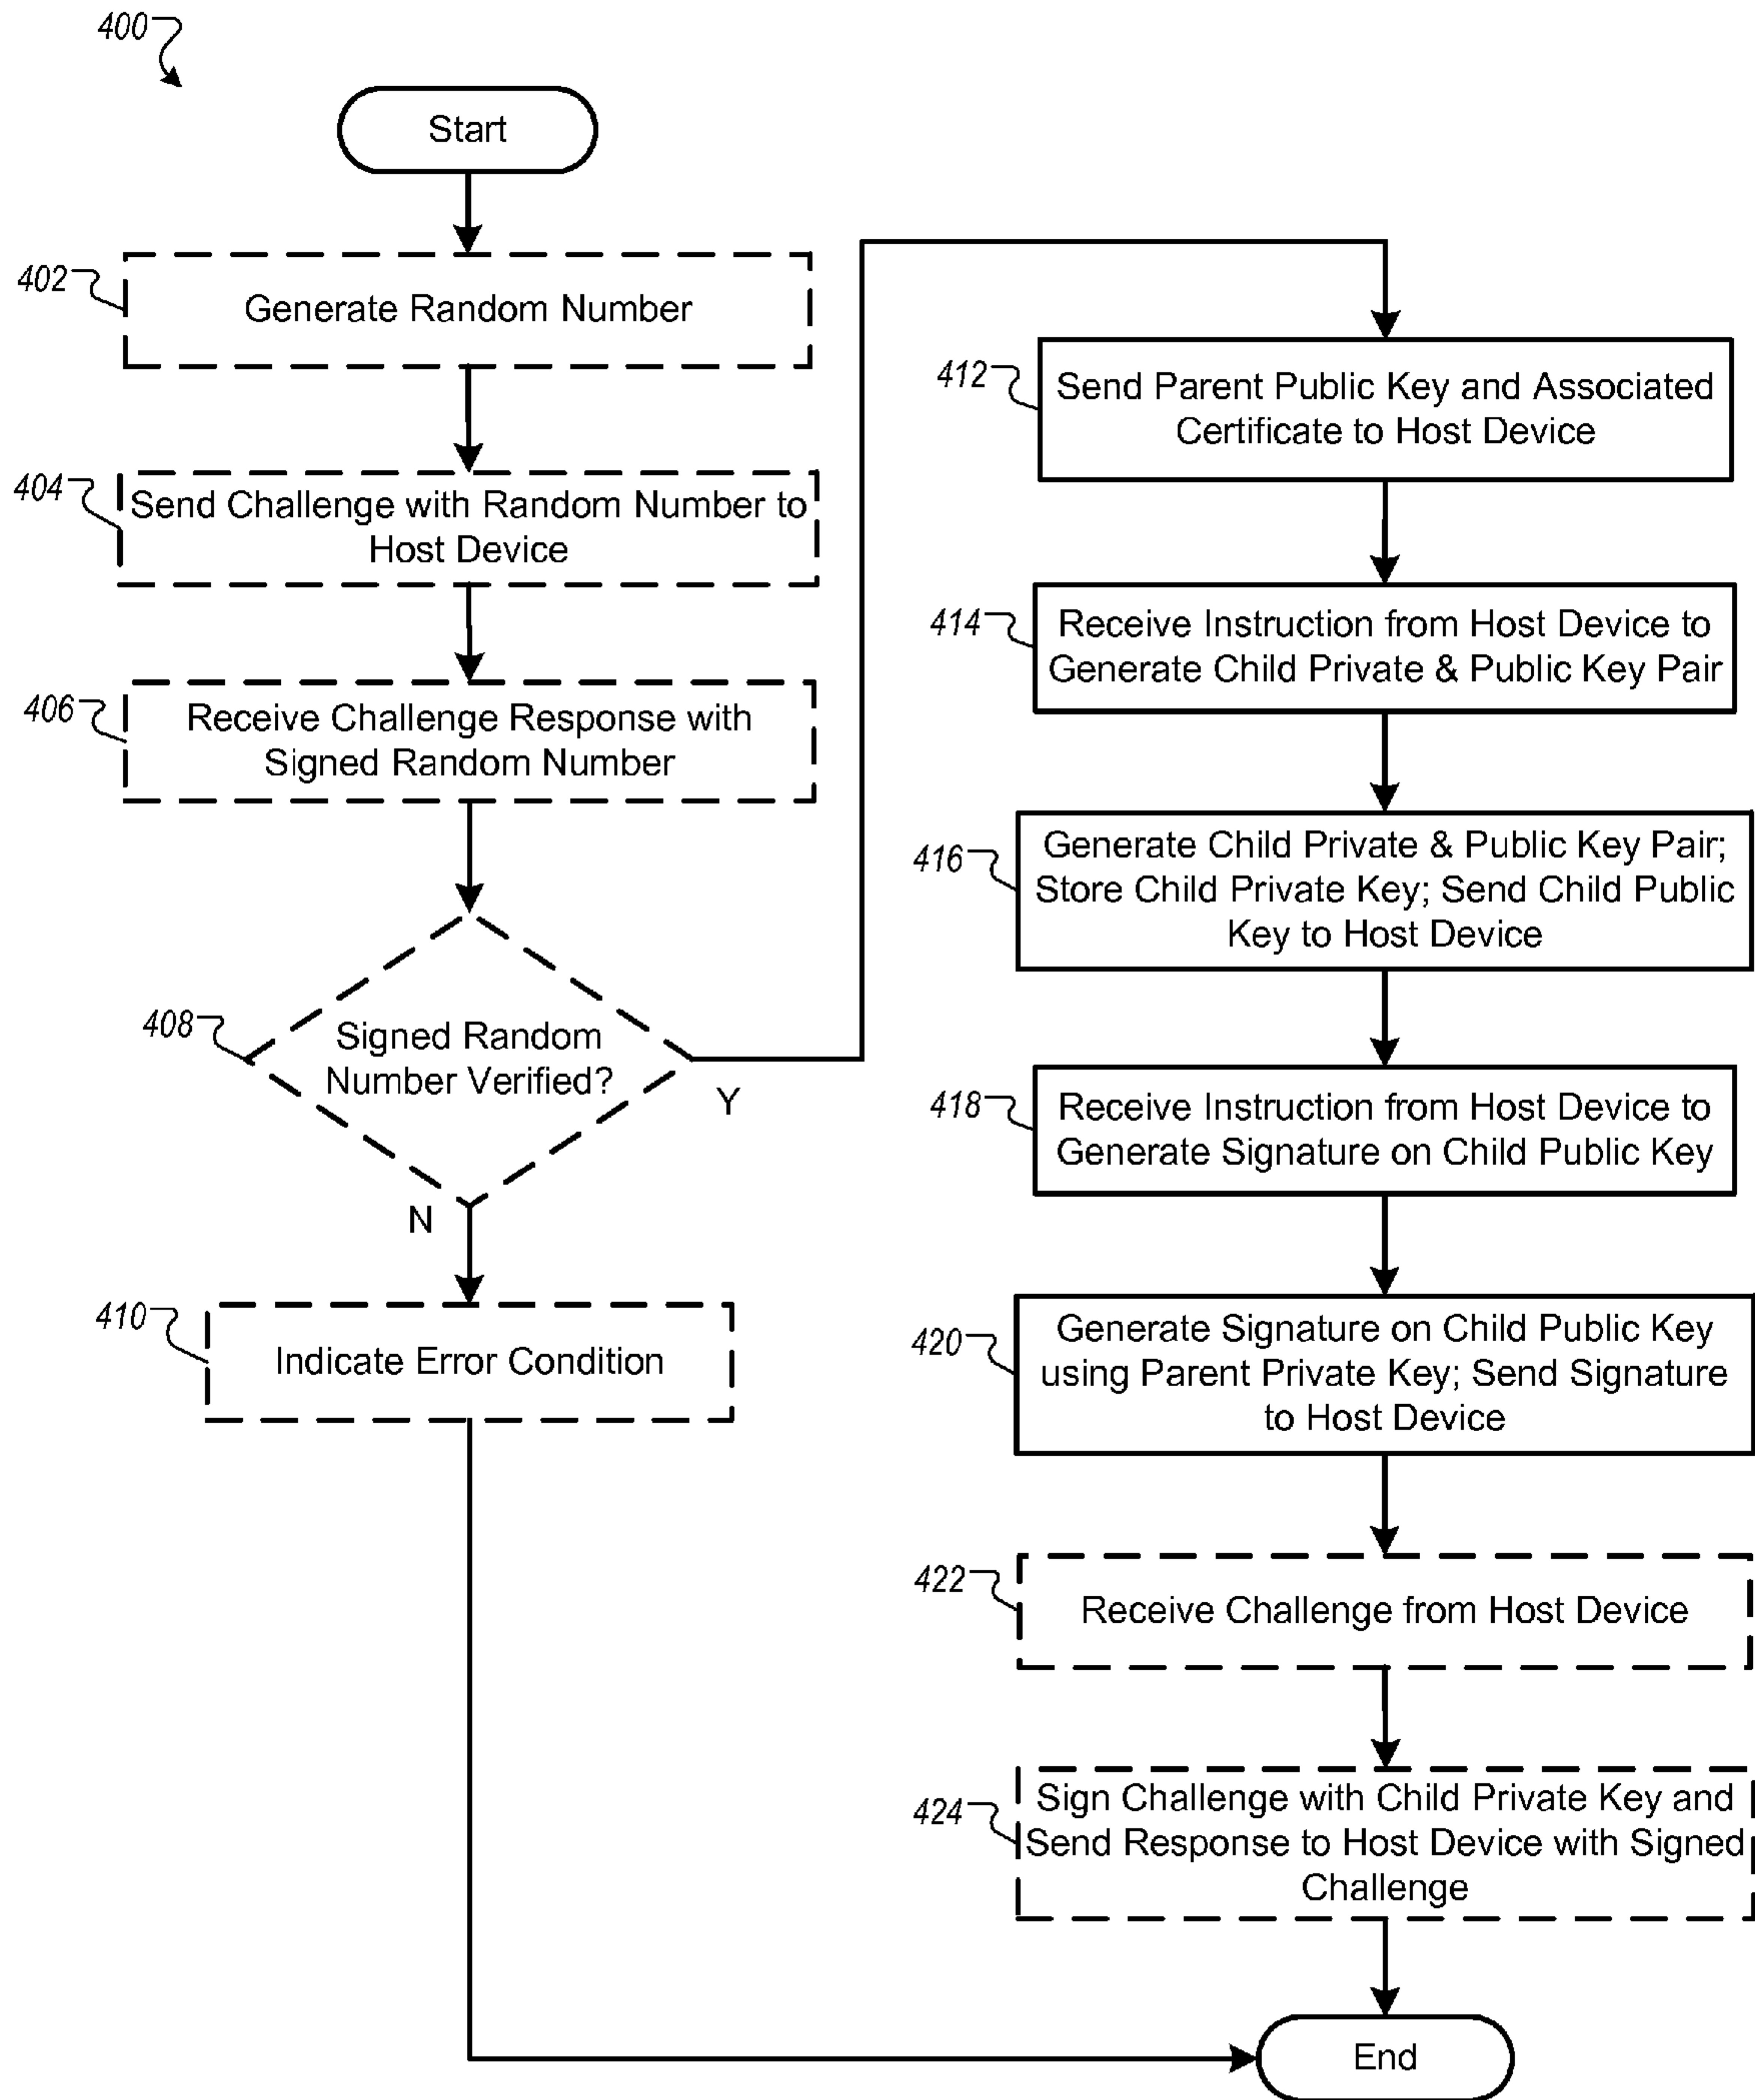 400
Start
402
Generate Random Number
404
Send Challenge with Random Number to
Host Device
406
Receive Challenge Response with
Signed Random Number
408
Signed Random
Number Verified?
Y
N
410
Indicate Error Condition
412
Send Parent Public Key and Associated
Certificate to Host Device
414
Receive Instruction from Host Device to
Generate Child Private & Public Key Pair
416
Generate Child Private & Public Key Pair;
Store Child Private Key; Send Child Public
Key to Host Device
418
Receive Instruction from Host Device to
Generate Signature on Child Public Key
420
Generate Signature on Child Public Key
using Parent Private Key; Send Signature
to Host Device
422
Receive Challenge from Host Device
424
Sign Challenge with Child Private Key and
Send Response to Host Device with Signed
Challenge
End